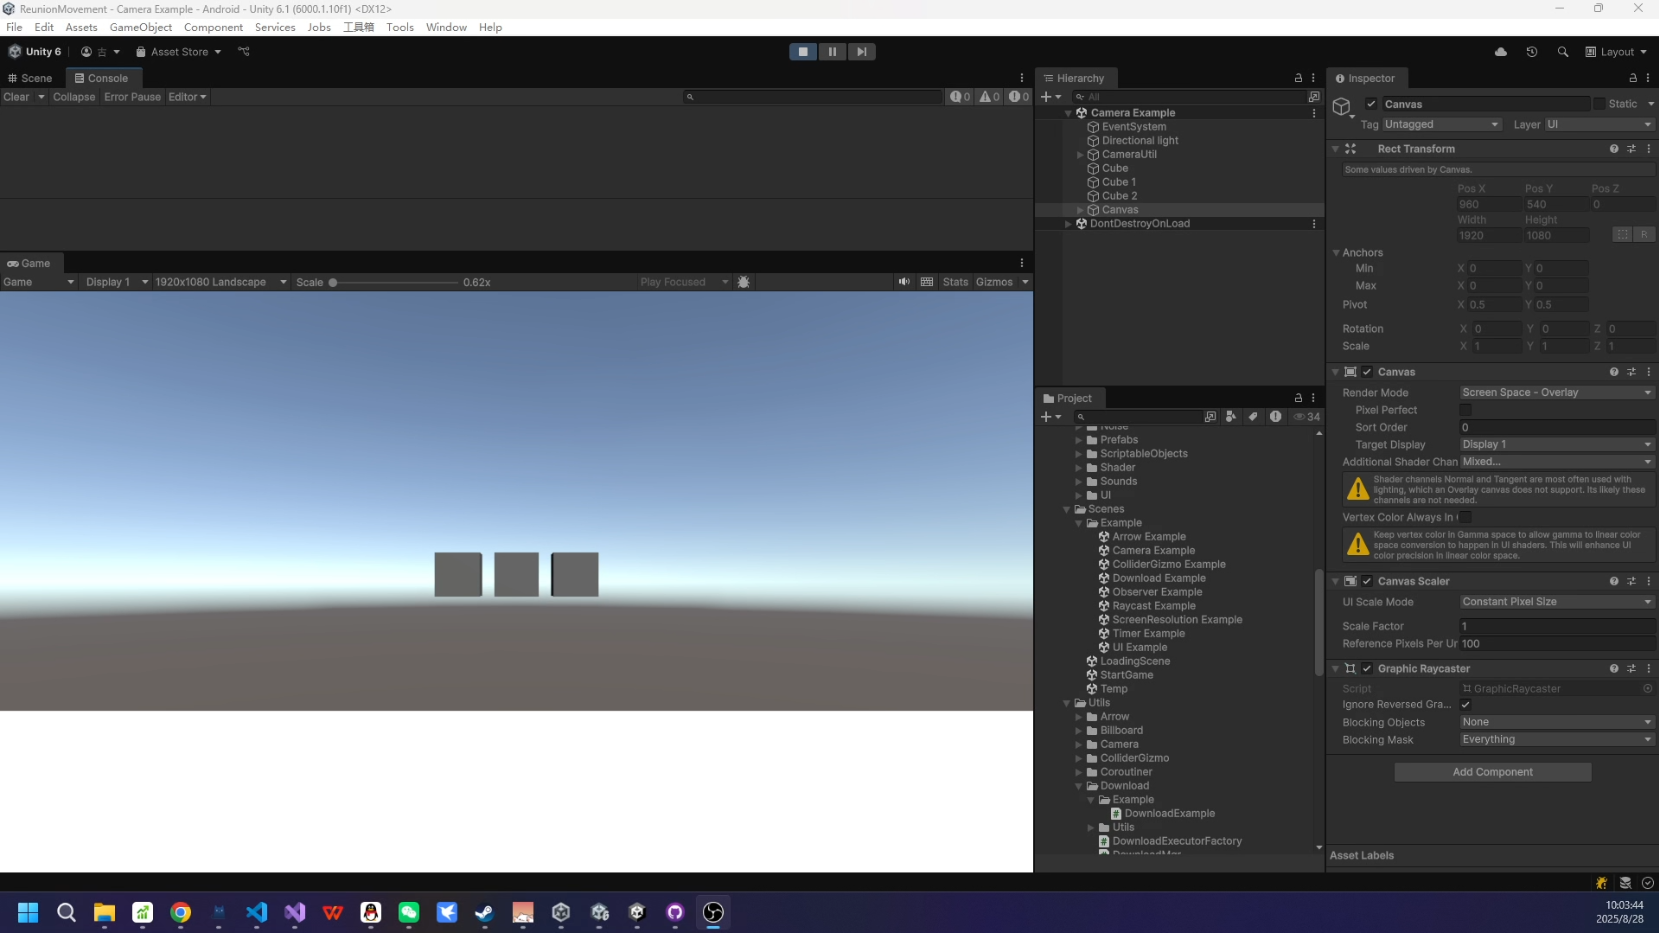 ReunionMovement - Camera Example - Android - Unity 6.1 (6000.1.10f1) <DX12>
File Edit Assets GameObject Component Services Jobs 工具箱 Tools Window Help
Unity 6 古 Asset Store Layout
Scene Console
Clear Collapse Error Pause Editor 0 0 0
Game
Game Display 1 1920x1080 Landscape Scale 0.62x Play Focused Stats Gizmos
Hierarchy
All
Camera Example
EventSystem
Directional light
CameraUtil
Cube
Cube 1
Cube 2
Canvas
DontDestroyOnLoad
Project
34
Noise
Prefabs
ScriptableObjects
Shader
Sounds
UI
Scenes
Example
Arrow Example
Camera Example
ColliderGizmo Example
Download Example
Observer Example
Raycast Example
ScreenResolution Example
Timer Example
UI Example
LoadingScene
StartGame
Temp
Utils
Arrow
Billboard
Camera
ColliderGizmo
Coroutiner
Download
Example
DownloadExample
Utils
DownloadExecutorFactory
DownloadMgr
Inspector
Canvas Static
Tag Untagged Layer UI
Rect Transform
Some values driven by Canvas.
Pos X Pos Y Pos Z
960 540 0
Width Height
1920 1080 R
Anchors
Min X 0 Y 0
Max X 0 Y 0
Pivot X 0.5 Y 0.5
Rotation X 0 Y 0 Z 0
Scale X 1 Y 1 Z 1
Canvas
Render Mode Screen Space - Overlay
Pixel Perfect
Sort Order 0
Target Display Display 1
Additional Shader Chan Mixed...
Shader channels Normal and Tangent are most often used with
lighting, which an Overlay canvas does not support. Its likely these
channels are not needed.
Vertex Color Always In
Keep vertex color in Gamma space to allow gamma to linear color
space conversion to happen in UI shaders. This will enhance UI
color precision in linear color space.
Canvas Scaler
UI Scale Mode Constant Pixel Size
Scale Factor 1
Reference Pixels Per Ur 100
Graphic Raycaster
Script GraphicRaycaster
Ignore Reversed Gra...
Blocking Objects None
Blocking Mask Everything
Add Component
Asset Labels
10:03:44
2025/8/28